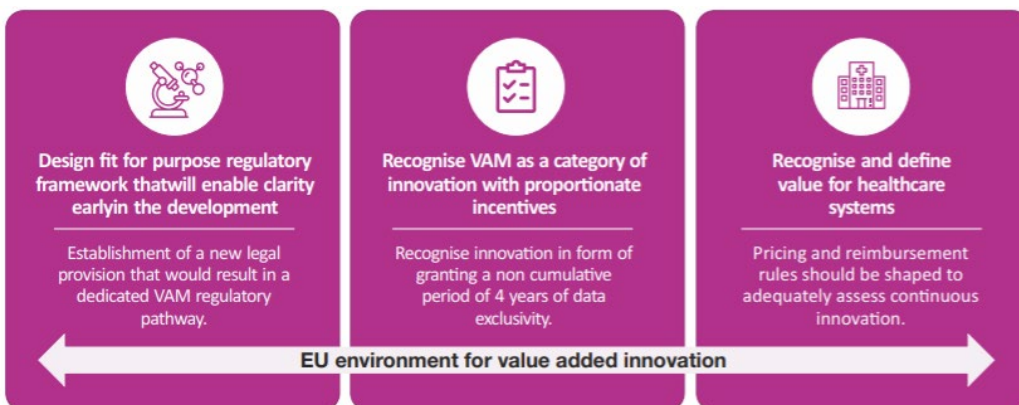 Design fit for purpose regulatory
framework thatwill enable clarity
earlyin the development
Establishment of a new legal
provision that would result in a
dedicated VAM regulatory
pathway.
Recognise VAM as a category of
innovation with proportionate
incentives
Recognise innovation in form of
granting a non cumulative
period of 4 years of data
exclusivity.
Recognise and define
value for healthcare
systems
Pricing and reimbursement
rules should be shaped to
adequately assess continuous
innovation.
EU environment for value added innovation